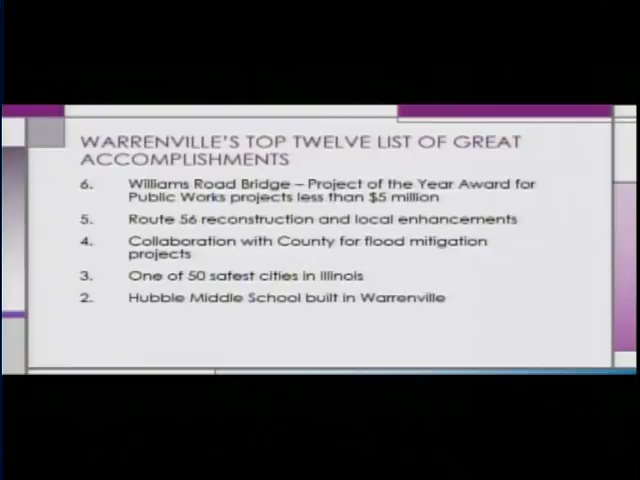 WARRENVILLE'S TOP TWELVE LIST OF GREAT
ACCOMPLISHMENTS
6. Williams Road Bridge – Project of the Year Award for
Public Works projects less than $5 million
5. Route 56 reconstruction and local enhancements
4. Collaboration with County for flood mitigation
projects
3. One of 50 safest cities in Illinois
2. Hubble Middle School built in Warrenville